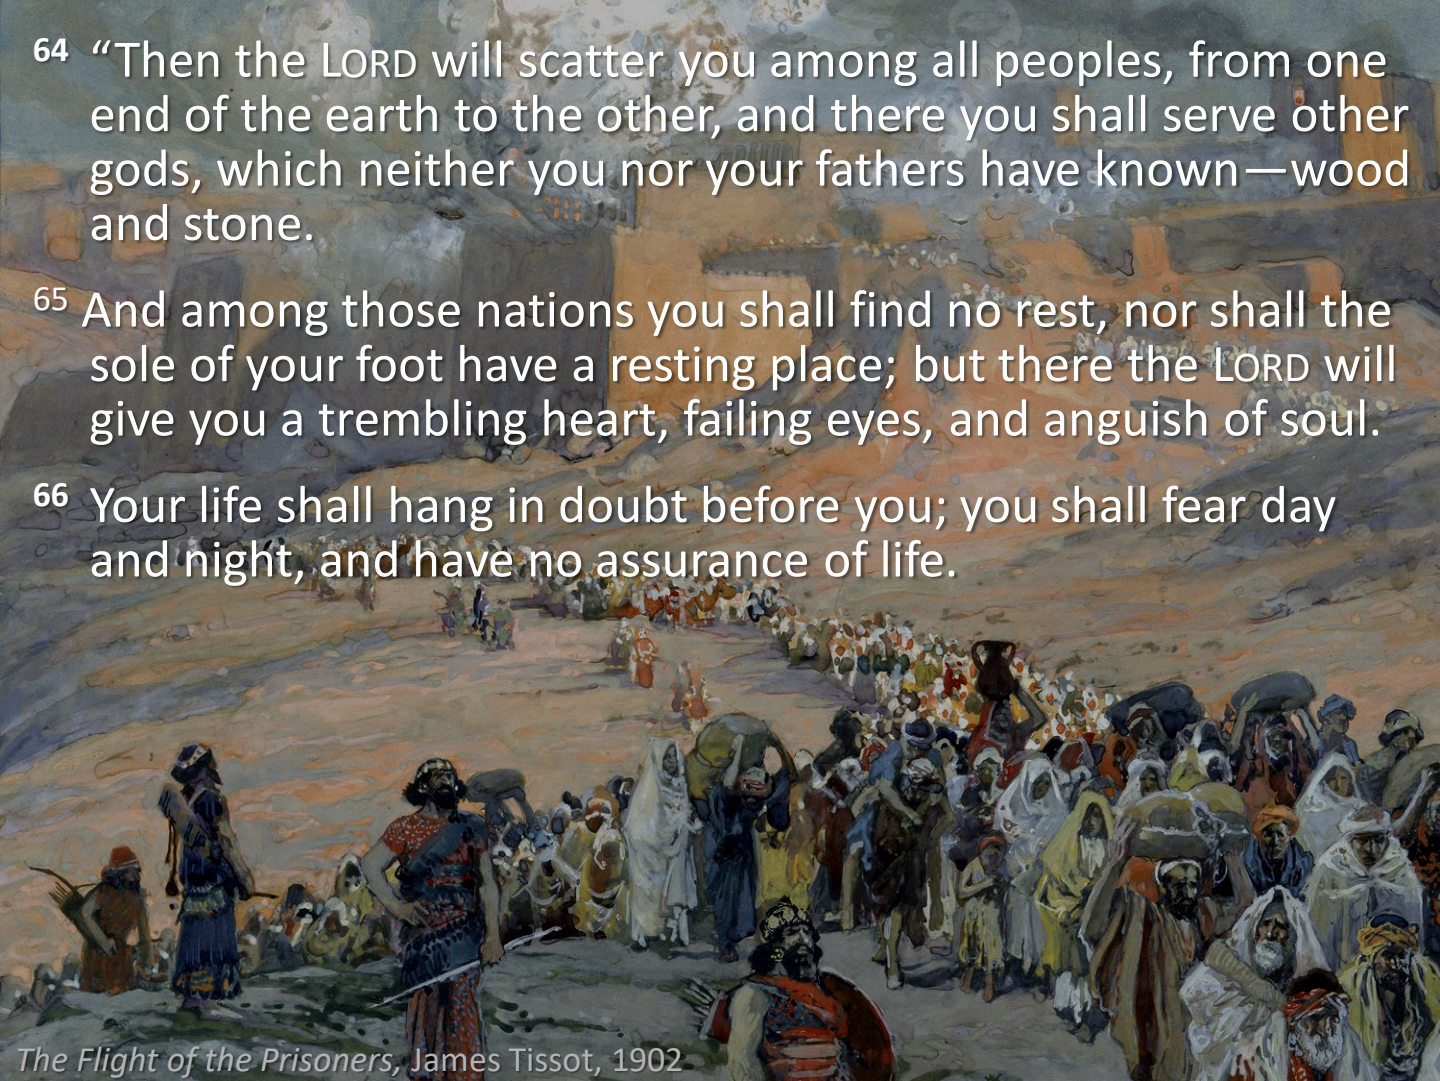 64 “Then the LORD will scatter you among all peoples, from one
end of the earth to the other, and there you shall serve other
gods, which neither you nor your fathers have known—wood
and stone.
65 And among those nations you shall find no rest, nor shall the
sole of your foot have a resting place; but there the LORD will
give you a trembling heart, failing eyes, and anguish of soul.
66 Your life shall hang in doubt before you; you shall fear day
and night, and have no assurance of life.
The Flight of the Prisoners, James Tissot, 1902